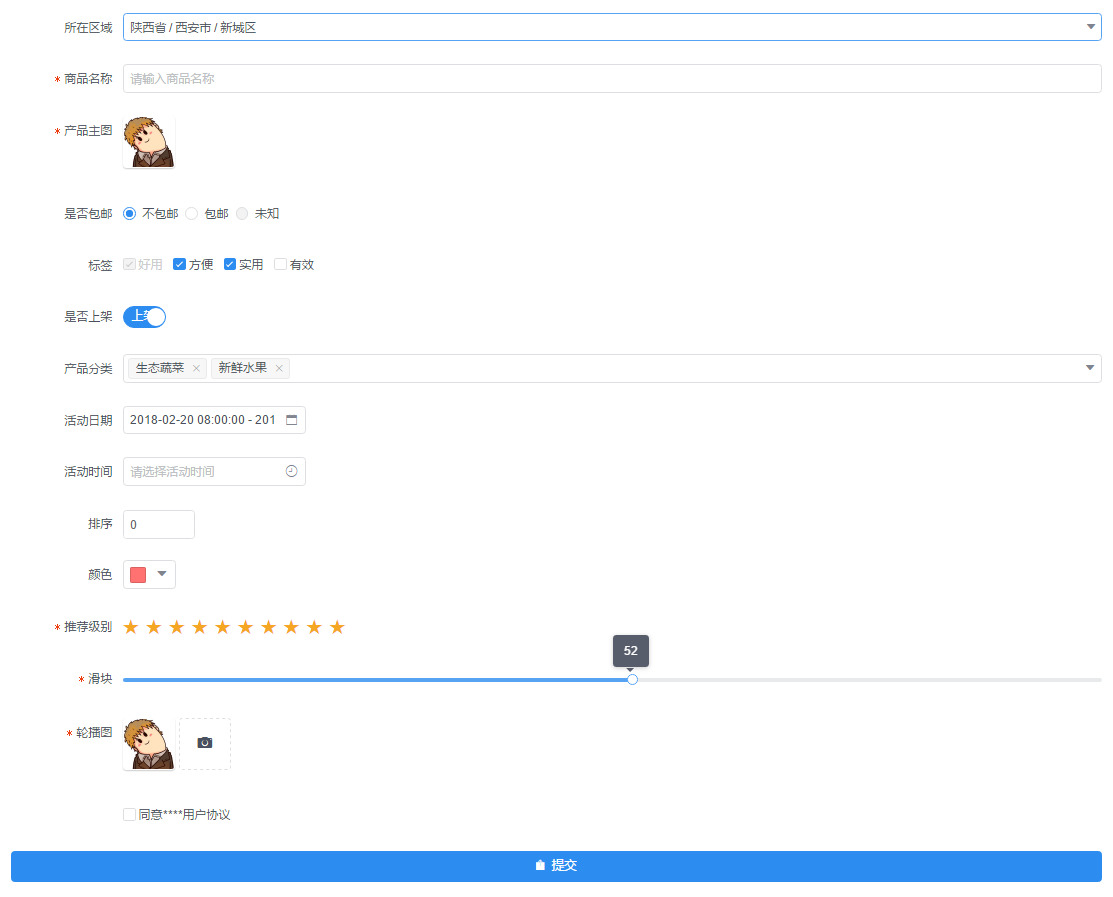 所在区域 陕西省 / 西安市 / 新城区
* 商品名称 请输入商品名称
* 产品主图
是否包邮 不包邮 包邮 未知
标签 好用 方便 实用 有效
是否上架 上架
产品分类 生态蔬菜 × 新鲜水果 ×
活动日期 2018-02-20 08:00:00 - 201
活动时间 请选择活动时间
排序 0
颜色
* 推荐级别
52
* 滑块
* 轮播图
同意****用户协议
提交